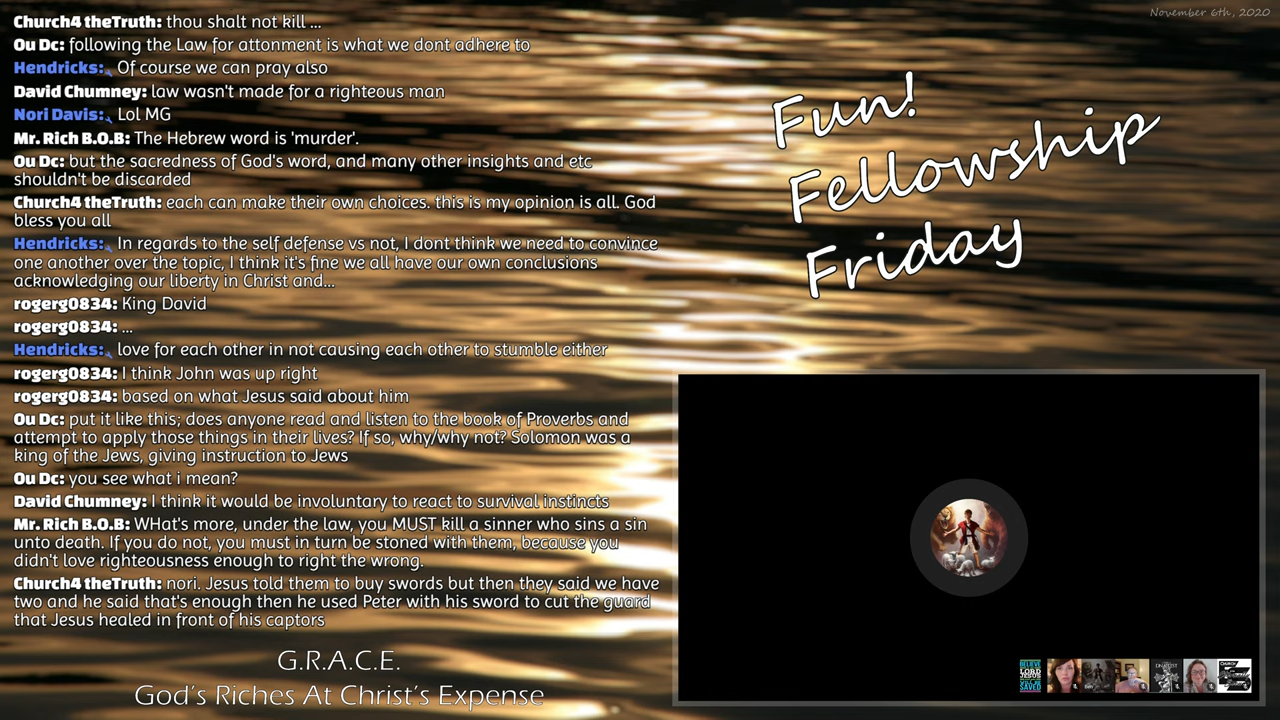 November 6th, 2020
Church4 theTruth: thou shalt not kill ...
Ou Dc: following the Law for attonment is what we dont adhere to
Hendricks: Of course we can pray also
David Chumney: law wasn't made for a righteous man
Nori Davis: Lol MG
Mr. Rich B.O.B: The Hebrew word is 'murder'.
Ou Dc: but the sacredness of God's word, and many other insights and etc
shouldn't be discarded
Church4 theTruth: each can make their own choices. this is my opinion is all. God
bless you all
Hendricks: In regards to the self defense vs not, I dont think we need to convince
one another over the topic, I think it's fine we all have our own conclusions
acknowledging our liberty in Christ and...
rogerg0834: King David
rogerg0834: ...
Hendricks: love for each other in not causing each other to stumble either
rogerg0834: I think John was up right
rogerg0834: based on what Jesus said about him
Ou Dc: put it like this; does anyone read and listen to the book of Proverbs and
attempt to apply those things in their lives? If so, why/why not? Solomon was a
king of the Jews, giving instruction to Jews
Ou Dc: you see what i mean?
David Chumney: I think it would be involuntary to react to survival instincts
Mr. Rich B.O.B: WHat's more, under the law, you MUST kill a sinner who sins a sin
unto death. If you do not, you must in turn be stoned with them, because you
didn't love righteousness enough to right the wrong.
Church4 theTruth: nori. Jesus told them to buy swords but then they said we have
two and he said that's enough then he used Peter with his sword to cut the guard
that Jesus healed in front of his captors
G.R.A.C.E.
God's Riches At Christ's Expense
Fun!
Fellowship
Friday
BELIEVE
LORD
JESUS
SAVED